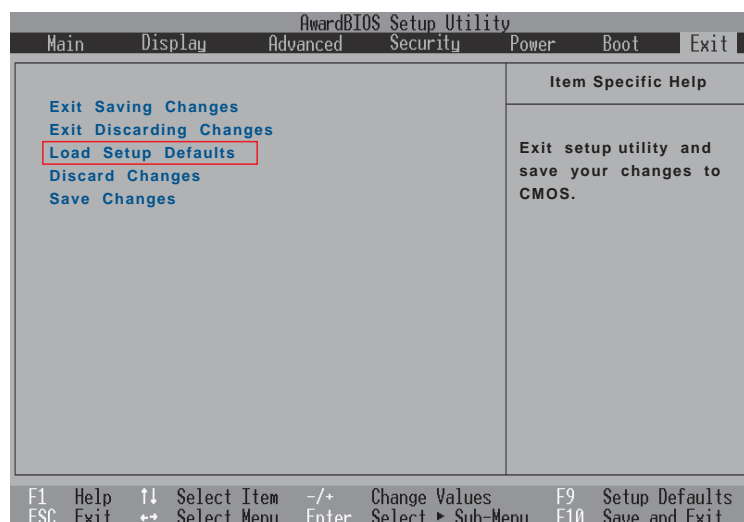 AwardBIOS Setup Utility
Main Display Advanced Security Power Boot Exit
Item Specific Help
Exit Saving Changes
Exit Discarding Changes
Load Setup Defaults
Discard Changes
Save Changes
Exit setup utility and
save your changes to
CMOS.
F1 Help ↑↓ Select Item -/+ Change Values F9 Setup Defaults
ESC Exit ←→ Select Menu Enter Select ▶ Sub-Menu F10 Save and Exit